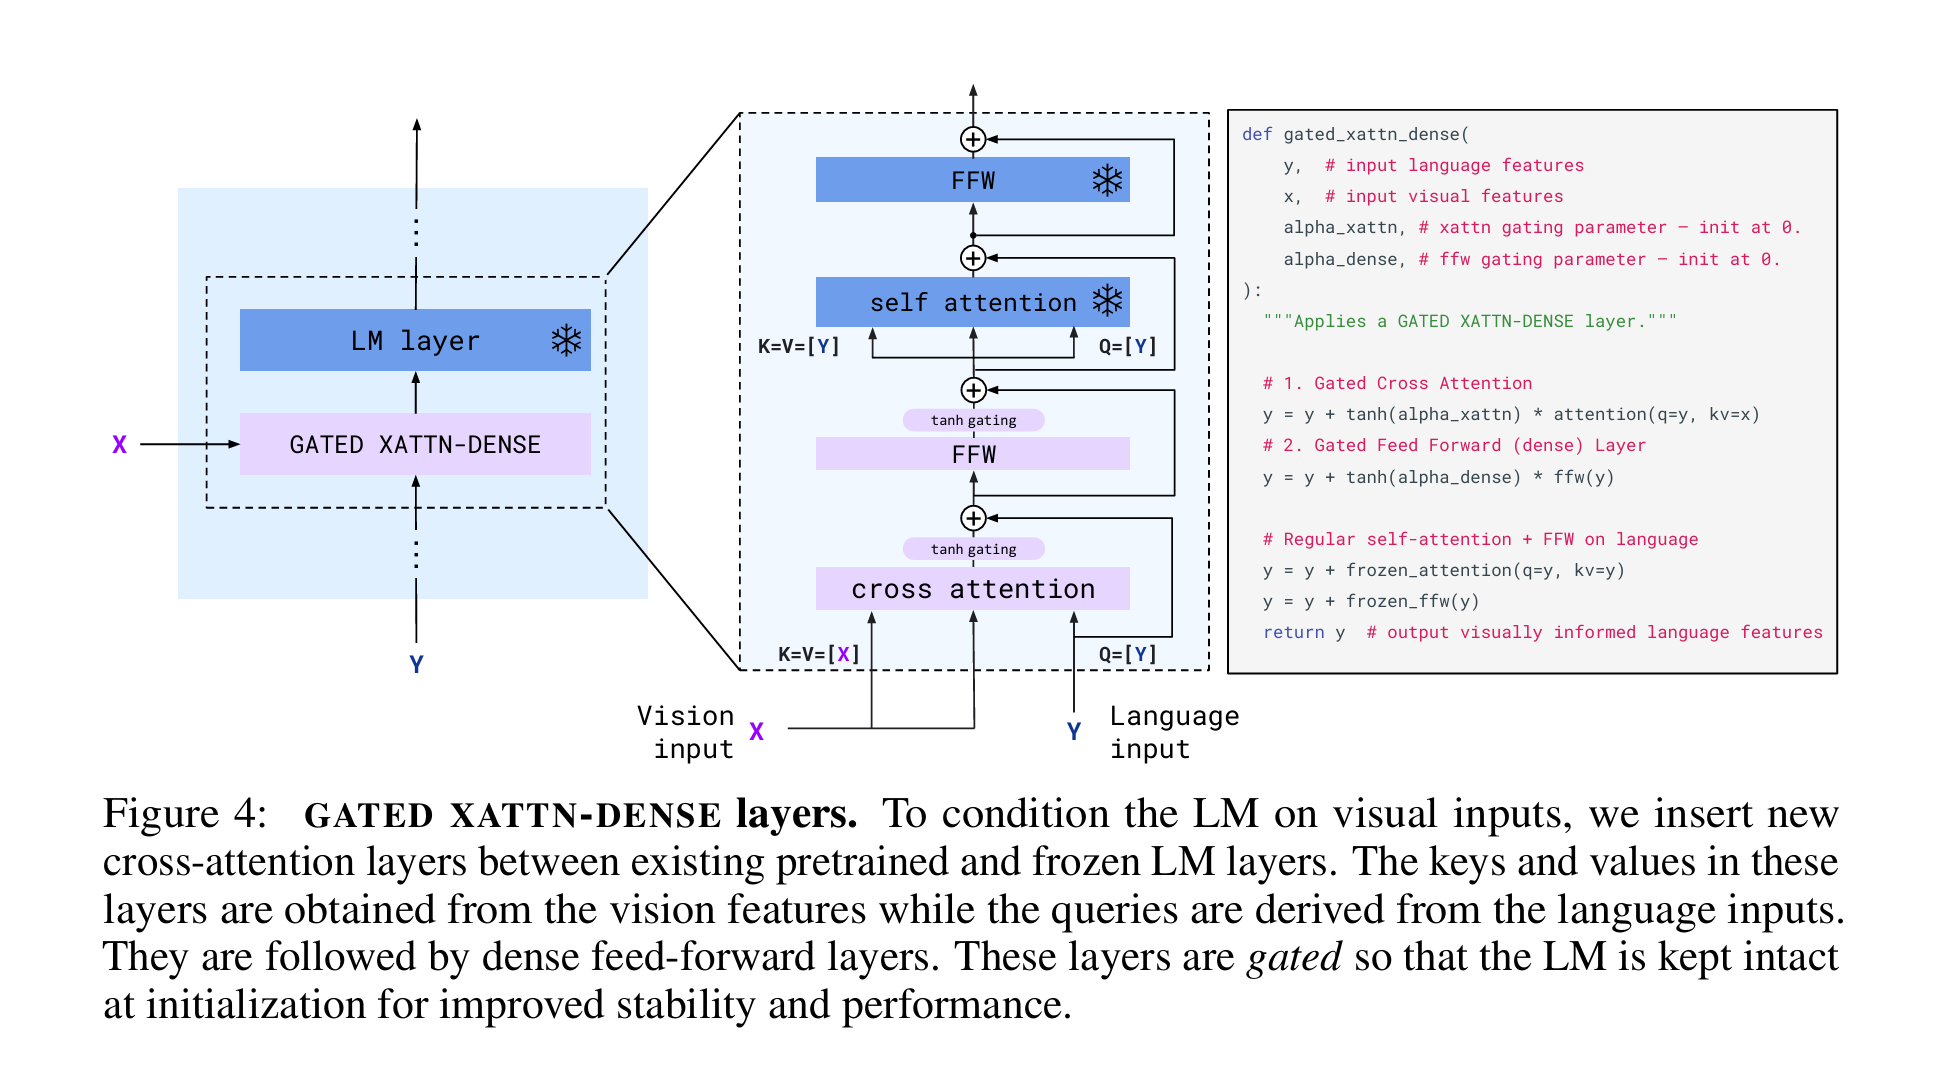 LM layer
GATED XATTN-DENSE
X
Y
FFW
self attention
K=V=[Y]
Q=[Y]
tanh gating
FFW
tanh gating
cross attention
K=V=[X]
Q=[Y]
Vision
input
X
Y
Language
input
def gated_xattn_dense(
y,  # input language features
x,  # input visual features
alpha_xattn, # xattn gating parameter – init at 0.
alpha_dense, # ffw gating parameter – init at 0.
):
"""Applies a GATED XATTN-DENSE layer."""
# 1. Gated Cross Attention
y = y + tanh(alpha_xattn) * attention(q=y, kv=x)
# 2. Gated Feed Forward (dense) Layer
y = y + tanh(alpha_dense) * ffw(y)
# Regular self-attention + FFW on language
y = y + frozen_attention(q=y, kv=y)
y = y + frozen_ffw(y)
return y  # output visually informed language features
Figure 4: GATED XATTN-DENSE layers. To condition the LM on visual inputs, we insert new
cross-attention layers between existing pretrained and frozen LM layers. The keys and values in these
layers are obtained from the vision features while the queries are derived from the language inputs.
They are followed by dense feed-forward layers. These layers are gated so that the LM is kept intact
at initialization for improved stability and performance.